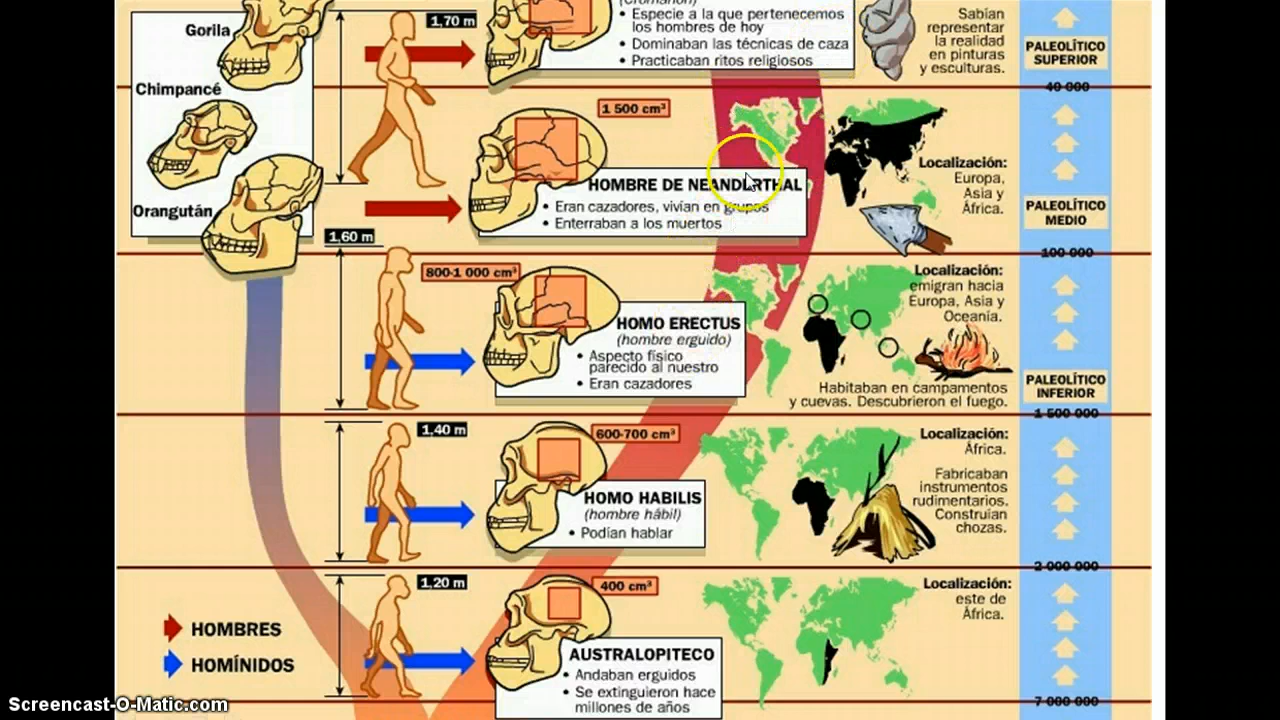 Gorila
Chimpancé
Orangután
1,70 m
• Especie a la que pertenecemos
los hombres de hoy
• Dominaban las técnicas de caza
• Practicaban ritos religiosos
Sabían
representar
la realidad
en pinturas
y esculturas.
PALEOLÍTICO
SUPERIOR
40 000
1 500 cm³
HOMBRE DE NEANDERTHAL
• Eran cazadores, vivían en grupos
• Enterraban a los muertos
Localización:
Europa,
Asia y
África.
PALEOLÍTICO
MEDIO
100 000
1,60 m
800-1 000 cm³
HOMO ERECTUS
(hombre erguido)
• Aspecto físico
parecido al nuestro
• Eran cazadores
Localización:
emigran hacia
Europa, Asia y
Oceanía.
Habitaban en campamentos
y cuevas. Descubrieron el fuego.
PALEOLÍTICO
INFERIOR
1 500 000
1,40 m
600-700 cm³
HOMO HABILIS
(hombre hábil)
• Podían hablar
Localización:
África.
Fabricaban
instrumentos
rudimentarios.
Construían
chozas.
2 000 000
1,20 m
400 cm³
AUSTRALOPITECO
• Andaban erguidos
• Se extinguieron hace
millones de años
Localización:
este de
África.
7 000 000
HOMBRES
HOMÍNIDOS
Screencast-O-Matic.com